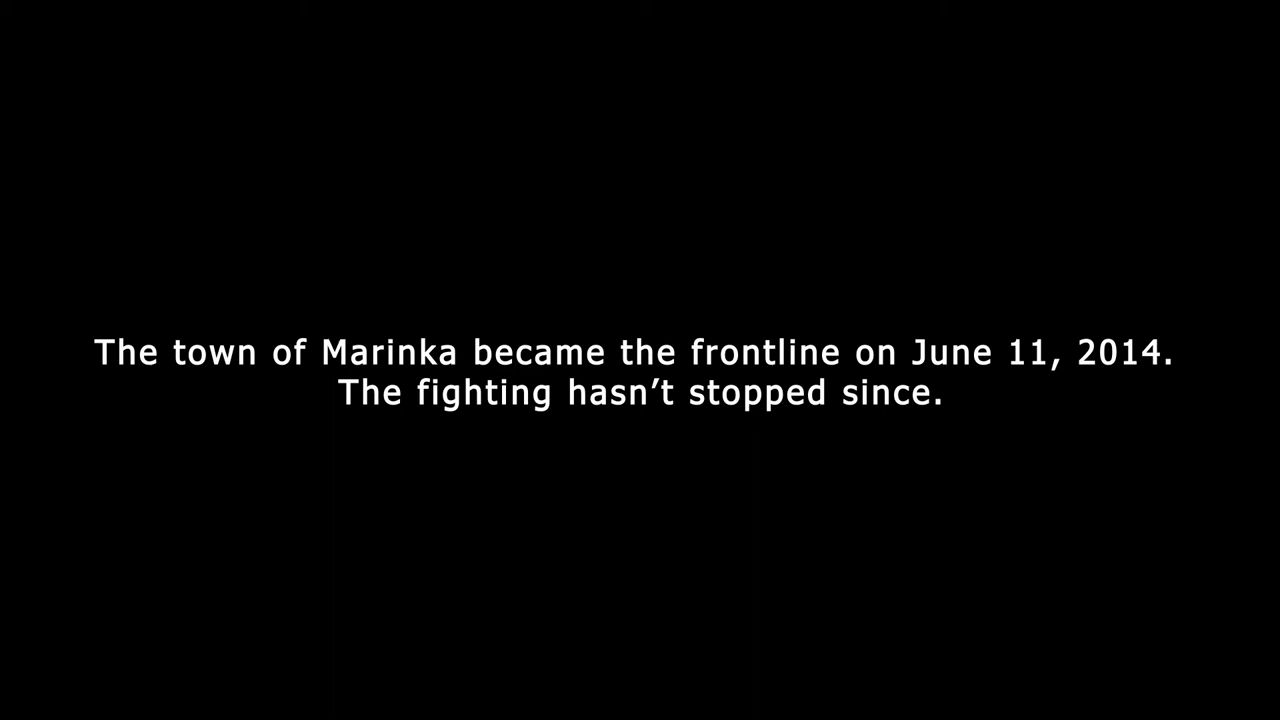 The town of Marinka became the frontline on June 11, 2014.
The fighting hasn’t stopped since.